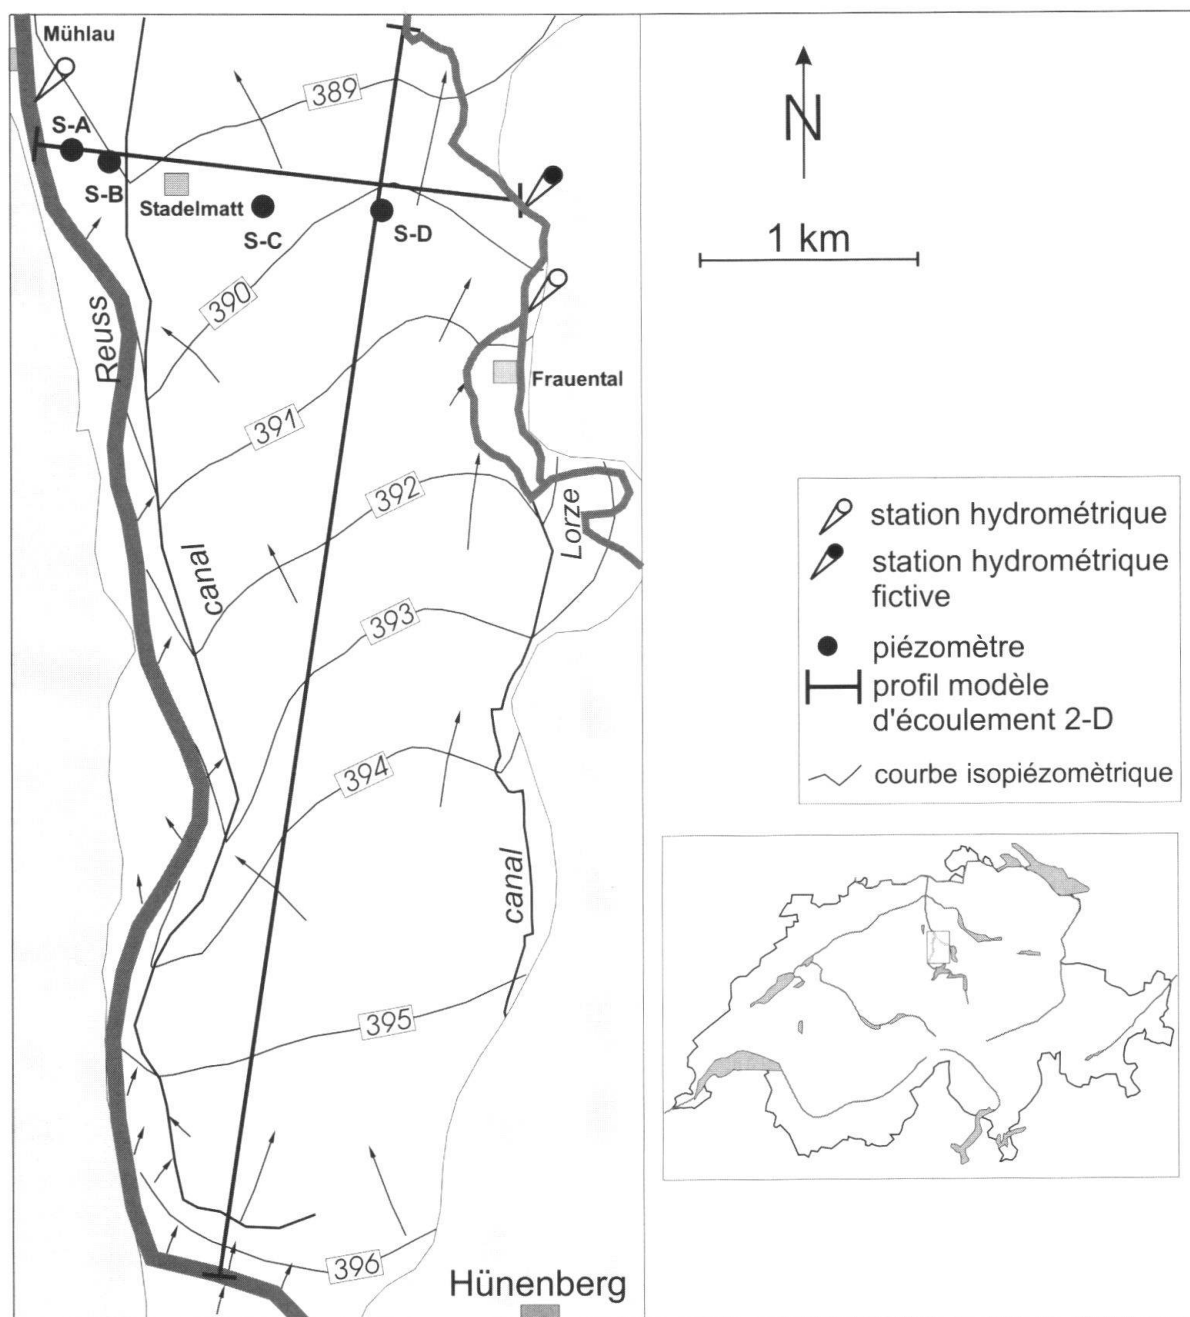 Mühlau
389
S-A
S-B
Stadelmatt
S-C
S-D
390
Reuss
Frauental
391
392
Lorze
canal
393
394
canal
395
396
Hünenberg
N
1 km
station hydrométrique
station hydrométrique
fictive
piézomètre
profil modèle
d'écoulement 2-D
courbe isopiézomètrique